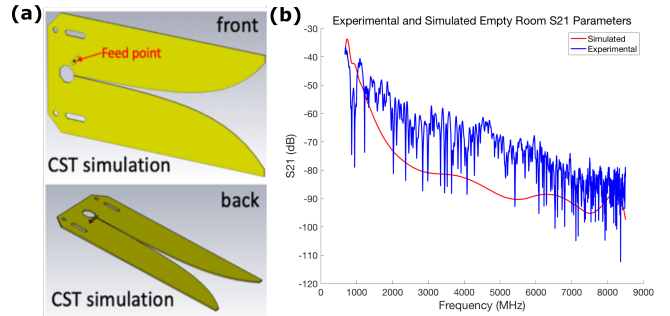 (a)
front
Feed point
CST simulation
back
CST simulation
(b)
Experimental and Simulated Empty Room S21 Parameters
Simulated
Experimental
S21 (dB)
-30
-40
-50
-60
-70
-80
-90
-100
-110
-120
0 1000 2000 3000 4000 5000 6000 7000 8000 9000
Frequency (MHz)